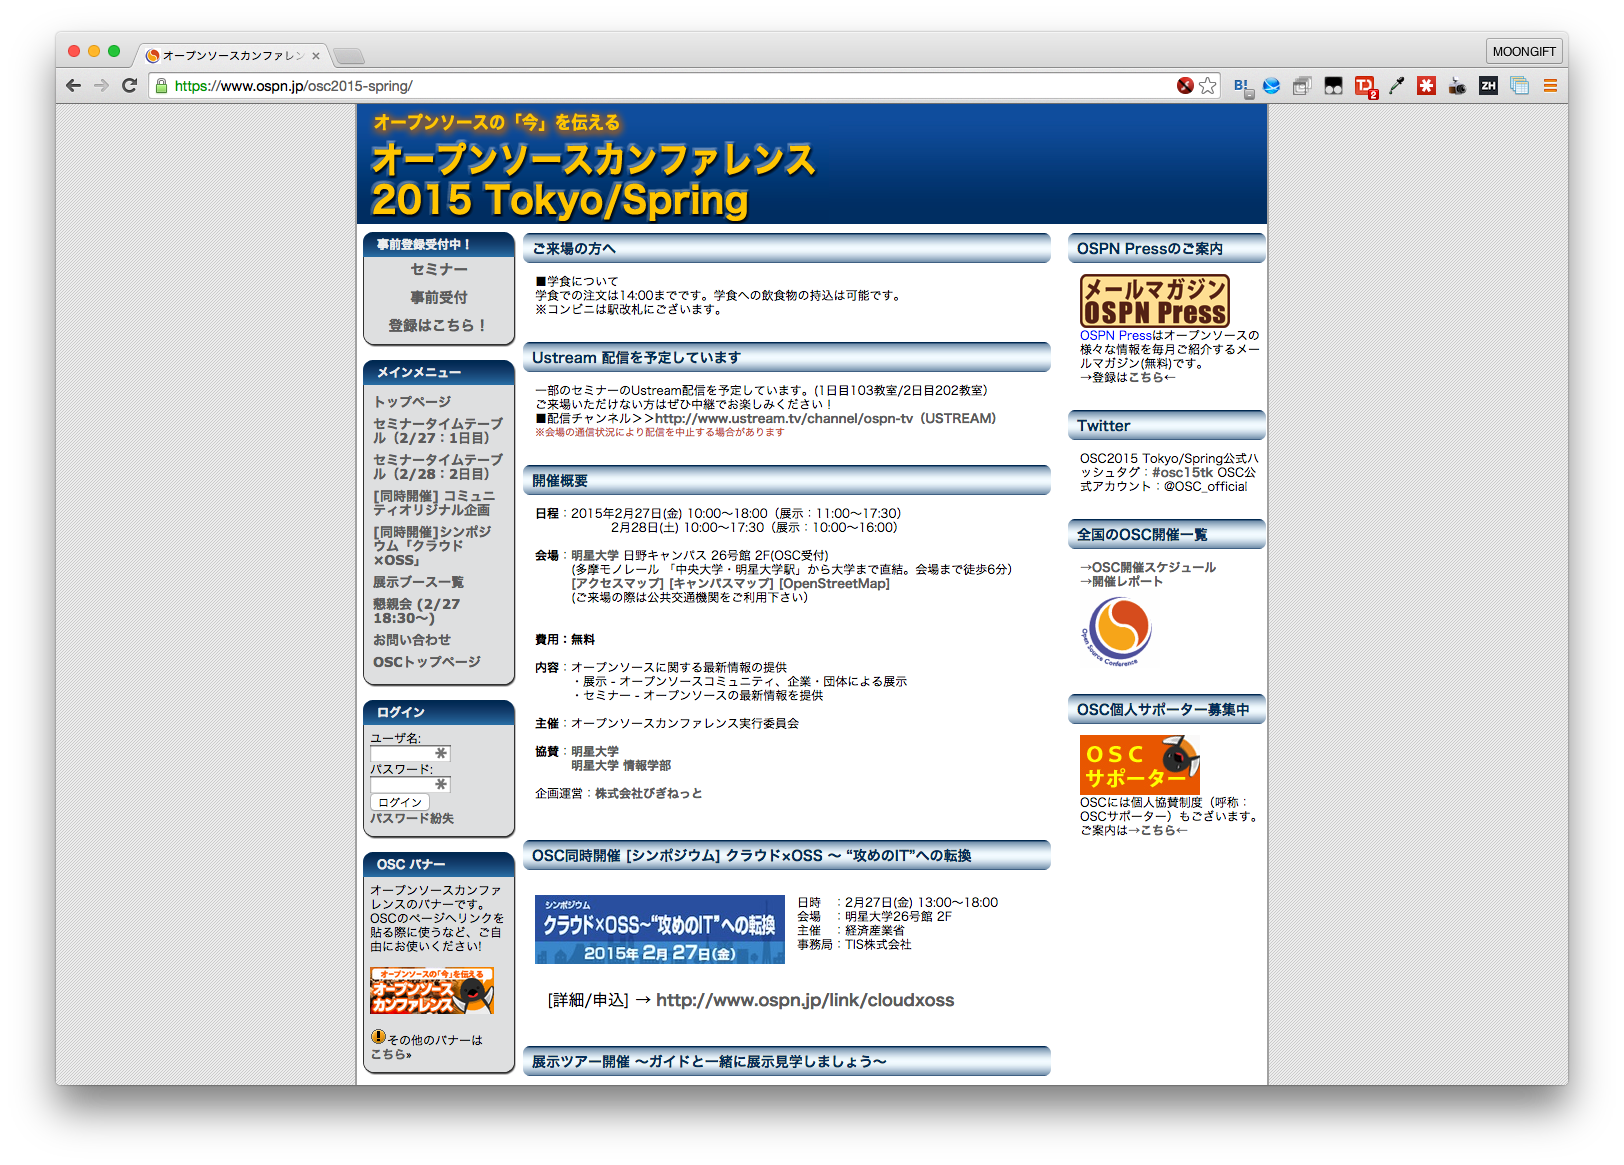 オープンソースカンファレン
MOONGIFT
https://www.ospn.jp/osc2015-spring/
B!
2
ZH
オープンソースの「今」を伝える
オープンソースカンファレンス
2015 Tokyo/Spring
事前登録受付中！
セミナー
事前受付
登録はこちら！
メインメニュー
トップページ
セミナータイムテーブ
ル（2/27：1日目）
セミナータイムテーブ
ル（2/28：2日目）
[同時開催] コミュニ
ティオリジナル企画
[同時開催]シンポジ
ウム「クラウド
×OSS」
展示ブース一覧
懇親会 (2/27
18:30〜)
お問い合わせ
OSCトップページ
ログイン
ユーザ名:
パスワード:
ログイン
パスワード紛失
OSC バナー
オープンソースカンファ
レンスのバナーです。
OSCのページへリンクを
貼る際に使うなど、ご自
由にお使いください!
オープンソースの「今」を伝える
オープンソース
カンファレンス
その他のバナーは
こちら»
ご来場の方へ
■学食について
学食での注文は14:00までです。学食への飲食物の持込は可能です。
※コンビニは駅改札にございます。
Ustream 配信を予定しています
一部のセミナーのUstream配信を予定しています。(1日目103教室/2日目202教室）
ご来場いただけない方はぜひ中継でお楽しみください！
■配信チャンネル＞＞http://www.ustream.tv/channel/ospn-tv（USTREAM）
※会場の通信状況により配信を中止する場合があります
開催概要
日程：2015年2月27日(金) 10:00〜18:00（展示：11:00〜17:30）
2月28日(土) 10:00〜17:30（展示：10:00〜16:00）
会場：明星大学 日野キャンパス 26号館 2F(OSC受付)
(多摩モノレール 「中央大学・明星大学駅」から大学まで直結。会場まで徒歩6分）
[アクセスマップ] [キャンパスマップ] [OpenStreetMap]
(ご来場の際は公共交通機関をご利用下さい）
費用：無料
内容：オープンソースに関する最新情報の提供
・展示 - オープンソースコミュニティ、企業・団体による展示
・セミナー - オープンソースの最新情報を提供
主催：オープンソースカンファレンス実行委員会
協賛：明星大学
明星大学 情報学部
企画運営：株式会社びぎねっと
OSC同時開催 [シンポジウム] クラウド×OSS 〜 “攻めのIT”への転換
シンポジウム
クラウド×OSS〜“攻めのIT”への転換
2015年 2月 27日(金)
日時　：2月27日(金) 13:00〜18:00
会場　：明星大学26号館 2F
主催　：経済産業省
事務局：TIS株式会社
[詳細/申込] → http://www.ospn.jp/link/cloudxoss
展示ツアー開催 〜ガイドと一緒に展示見学しましょう〜
OSPN Pressのご案内
メールマガジン
OSPN Press
OSPN Pressはオープンソースの
様々な情報を毎月ご紹介するメー
ルマガジン(無料)です。
→登録はこちら←
Twitter
OSC2015 Tokyo/Spring公式ハ
ッシュタグ：#osc15tk OSC公
式アカウント：@OSC_official
全国のOSC開催一覧
→OSC開催スケジュール
→開催レポート
Open Source Conference
OSC個人サポーター募集中
OSC
サポーター
OSCには個人協賛制度（呼称：
OSCサポーター）もございます。
ご案内は→こちら←